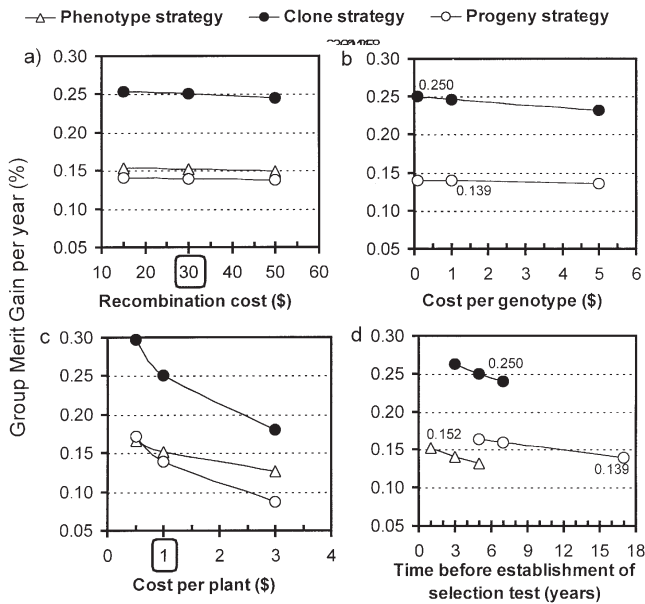 Phenotype strategy Clone strategy Progeny strategy
Group Merit Gain per year (%)
a)
0.30
0.25
0.20
0.15
0.10
0.05
10 20 30 40 50 60
Recombination cost ($)
b
0.30
0.25
0.20
0.15
0.10
0.05
0.250
0.139
0 1 2 3 4 5 6
Cost per genotype ($)
c
0.30
0.25
0.20
0.15
0.10
0.05
0 1 2 3 4
Cost per plant ($)
d
0.30
0.25
0.20
0.15
0.10
0.05
0.250
0.152
0.139
0 3 6 9 12 15 18
Time before establishment of
selection test (years)